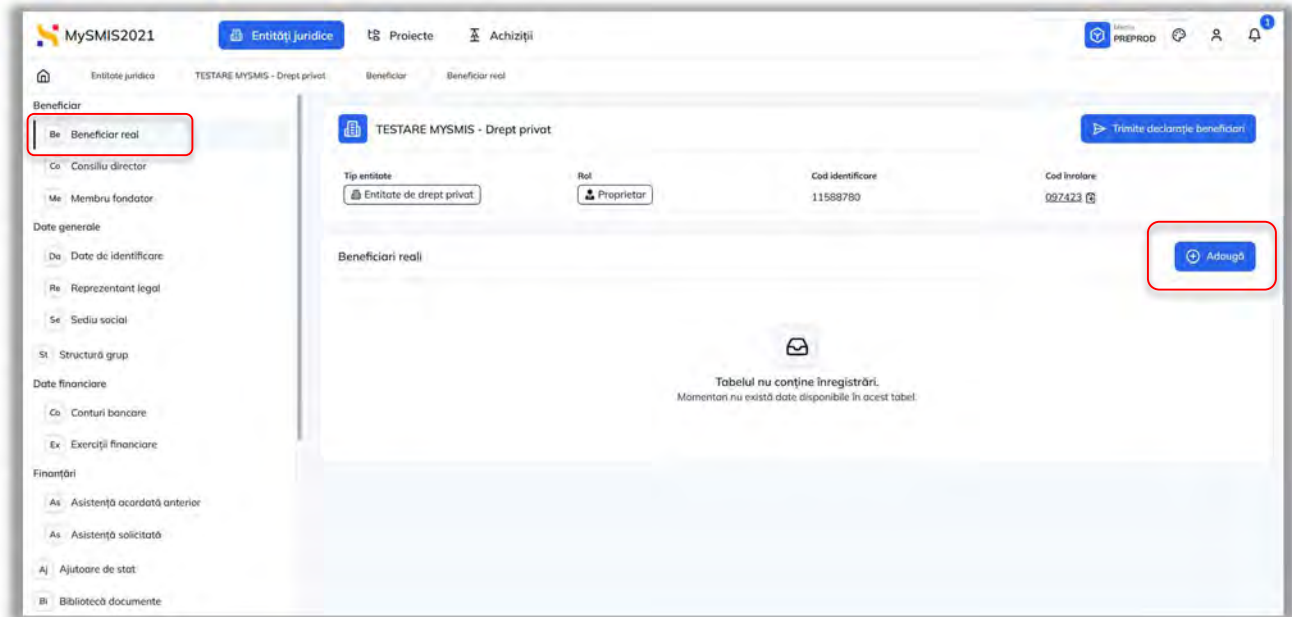 MySMIS2021 Entități juridice Proiecte Achiziții PREPROD 1
Entitate juridica TESTARE MYSMIS - Drept privat Beneficiar Beneficiar real
Beneficiar
Be Beneficiar real
Co Consiliu director
Me Membru fondator
Date generale
Da Date de identificare
Re Reprezentant legal
Se Sediu social
St Structură grup
Date financiare
Co Conturi bancare
Ex Exerciții financiare
Finanțări
As Asistență acordată anterior
As Asistență solicitată
Aj Ajutoare de stat
Bi Bibliotecă documente
TESTARE MYSMIS - Drept privat Trimite declarație beneficiari
Tip entitate Rol Cod identificare Cod înrolare
Entitate de drept privat Proprietar 11588780 097423
Beneficiari reali Adaugă
Tabelul nu conține înregistrări.
Momentan nu există date disponibile în acest tabel.